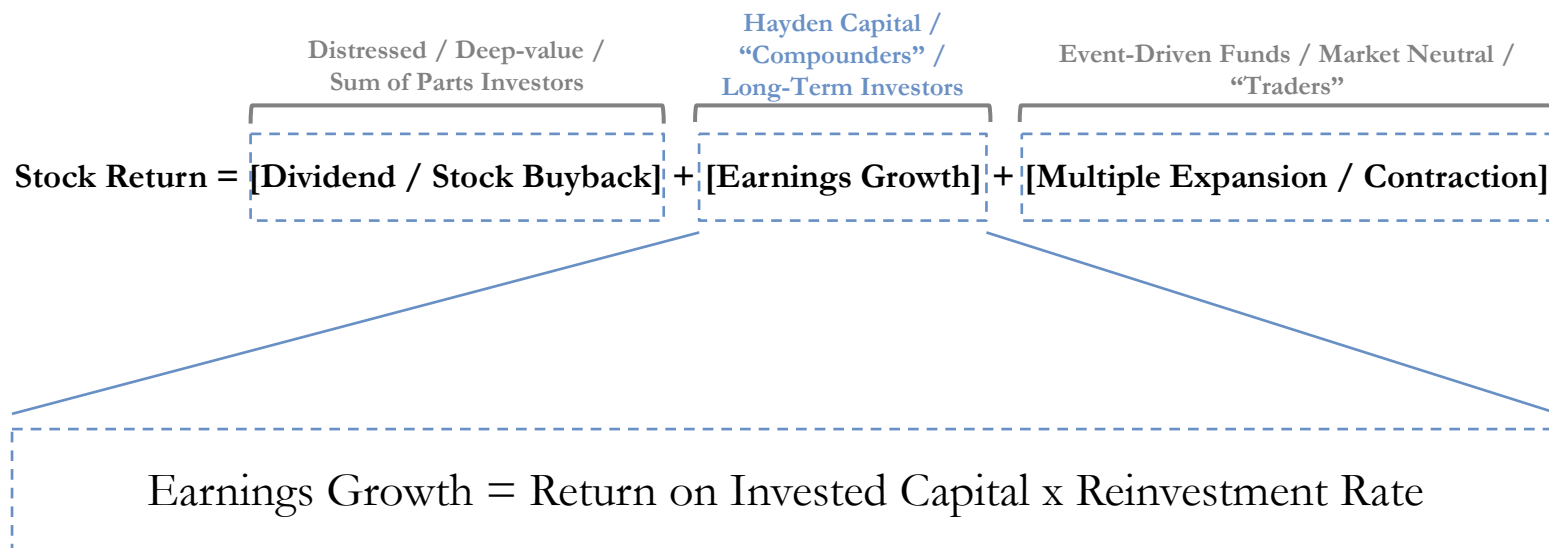 Distressed / Deep-value /
Sum of Parts Investors
Hayden Capital /
“Compounders” /
Long-Term Investors
Event-Driven Funds / Market Neutral /
“Traders”
Stock Return = [Dividend / Stock Buyback] + [Earnings Growth] + [Multiple Expansion / Contraction]
Earnings Growth = Return on Invested Capital x Reinvestment Rate